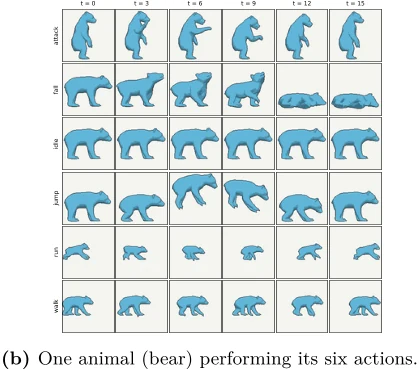 t = 0 t = 3 t = 6 t = 9 t = 12 t = 15
attack
fall
idle
jump
run
walk
(b) One animal (bear) performing its six actions.